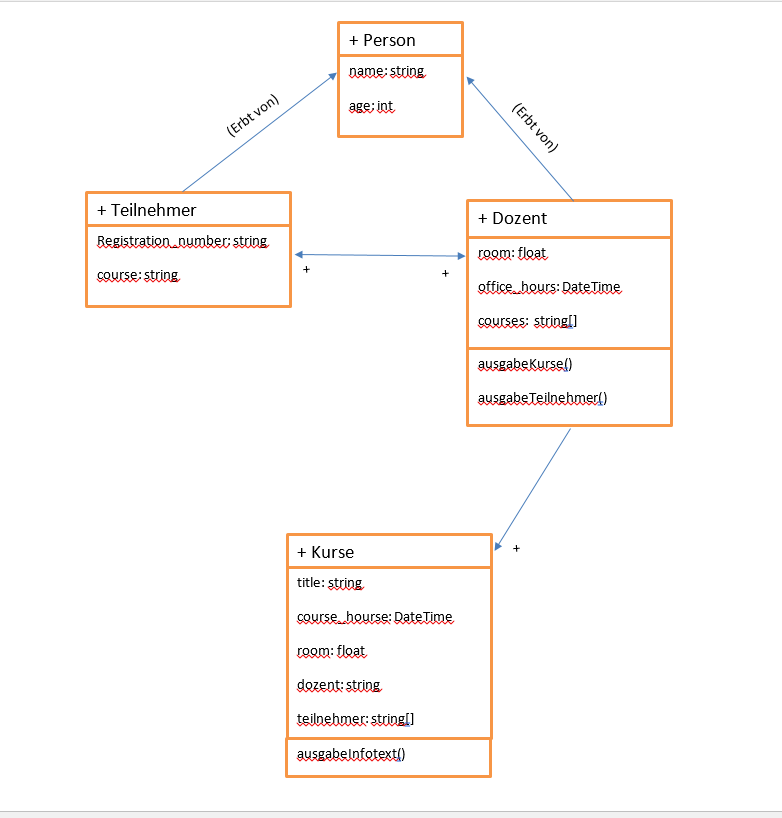 + Person
name: string
age: int
(Erbt von)
(Erbt von)
+ Teilnehmer
Registration_number: string
course: string
+
+
+ Dozent
room: float
office_hours: DateTime
courses: string[]
ausgabeKurse()
ausgabeTeilnehmer()
+
+ Kurse
title: string
course_hourse: DateTime
room: float
dozent: string
teilnehmer: string[]
ausgabeInfotext()